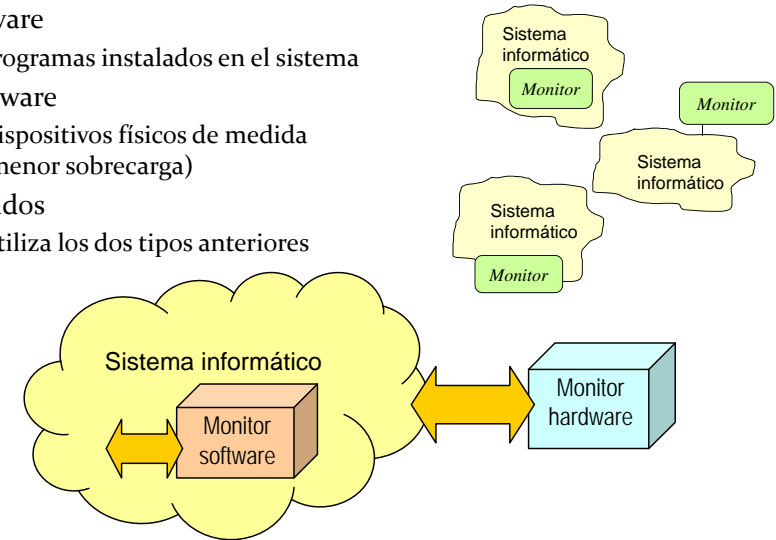 ware
rogramas instalados en el sistema
ware
ispositivos físicos de medida
menor sobrecarga)
idos
tiliza los dos tipos anteriores
Sistema
informático
Monitor
Monitor
Sistema
informático
Sistema
informático
Monitor
Sistema informático
Monitor
software
Monitor
hardware